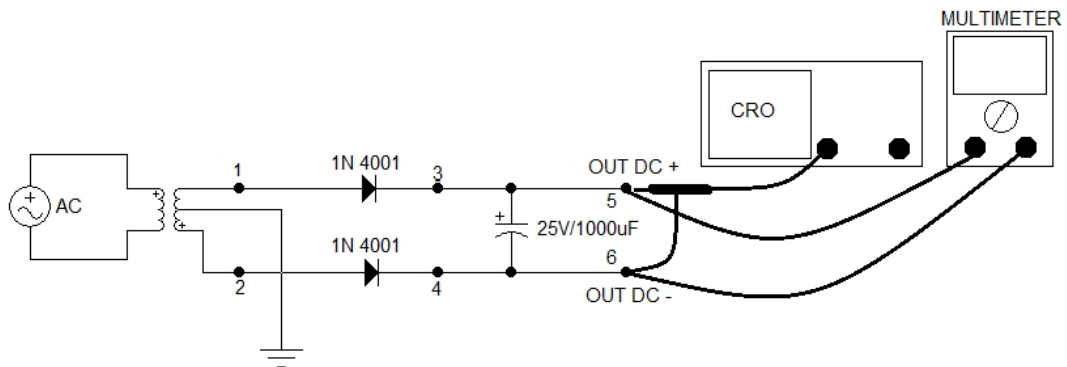 MULTIMETER
CRO
AC
1
1N 4001
3
OUT DC +
5
+
25V/1000uF
1N 4001
2
4
6
OUT DC -